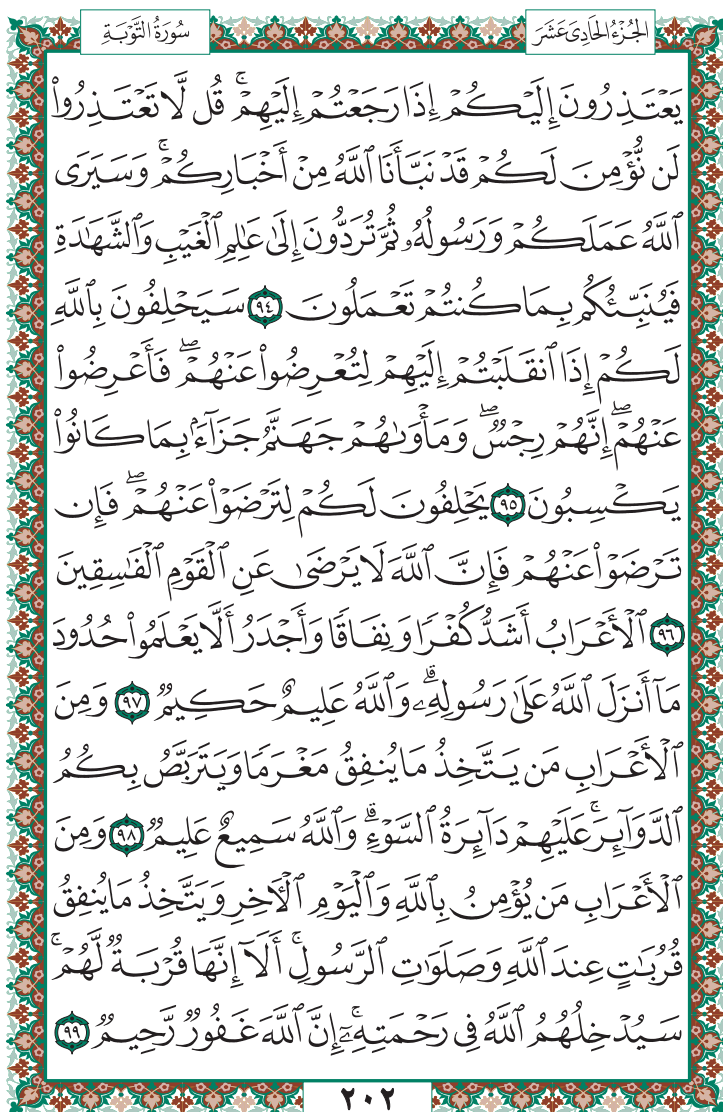 الجُزْءُ الحَادِى عَشَرَ
سُورَةُ التَّوْبَةِ
يَعْتَذِرُونَ إِلَيْكُمْ إِذَا رَجَعْتُمْ إِلَيْهِمْۚ قُل لَّا تَعْتَذِرُوا۟
لَن نُّؤْمِنَ لَكُمْ قَدْ نَبَّأَنَا ٱللَّهُ مِنْ أَخْبَارِكُمْۚ وَسَيَرَى
ٱللَّهُ عَمَلَكُمْ وَرَسُولُهُۥ ثُمَّ تُرَدُّونَ إِلَىٰ عَٰلِمِ ٱلْغَيْبِ وَٱلشَّهَٰدَةِ
فَيُنَبِّئُكُم بِمَا كُنتُمْ تَعْمَلُونَ ٩٤ سَيَحْلِفُونَ بِٱللَّهِ
لَكُمْ إِذَا ٱنقَلَبْتُمْ إِلَيْهِمْ لِتُعْرِضُوا۟ عَنْهُمْۖ فَأَعْرِضُوا۟
عَنْهُمْۖ إِنَّهُمْ رِجْسٌۖ وَمَأْوَىٰهُمْ جَهَنَّمُ جَزَآءًۢ بِمَا كَانُوا۟
يَكْسِبُونَ ٩٥ يَحْلِفُونَ لَكُمْ لِتَرْضَوْا۟ عَنْهُمْۖ فَإِن
تَرْضَوْا۟ عَنْهُمْ فَإِنَّ ٱللَّهَ لَا يَرْضَىٰ عَنِ ٱلْقَوْمِ ٱلْفَٰسِقِينَ
٩٦ ٱلْأَعْرَابُ أَشَدُّ كُفْرًا وَنِفَاقًا وَأَجْدَرُ أَلَّا يَعْلَمُوا۟ حُدُودَ
مَآ أَنزَلَ ٱللَّهُ عَلَىٰ رَسُولِهِۦۗ وَٱللَّهُ عَلِيمٌ حَكِيمٌ ٩٧ وَمِنَ
ٱلْأَعْرَابِ مَن يَتَّخِذُ مَا يُنفِقُ مَغْرَمًا وَيَتَرَبَّصُ بِكُمُ
ٱلدَّوَآئِرَۚ عَلَيْهِمْ دَآئِرَةُ ٱلسَّوْءِۗ وَٱللَّهُ سَمِيعٌ عَلِيمٌ ٩٨ وَمِنَ
ٱلْأَعْرَابِ مَن يُؤْمِنُ بِٱللَّهِ وَٱلْيَوْمِ ٱلْءَاخِرِ وَيَتَّخِذُ مَا يُنفِقُ
قُرُبَٰتٍ عِندَ ٱللَّهِ وَصَلَوَٰتِ ٱلرَّسُولِۚ أَلَآ إِنَّهَا قُرْبَةٌ لَّهُمْۚ
سَيُدْخِلُهُمُ ٱللَّهُ فِى رَحْمَتِهِۦٓۚ إِنَّ ٱللَّهَ غَفُورٌ رَّحِيمٌ ٩٩
٢٠٢